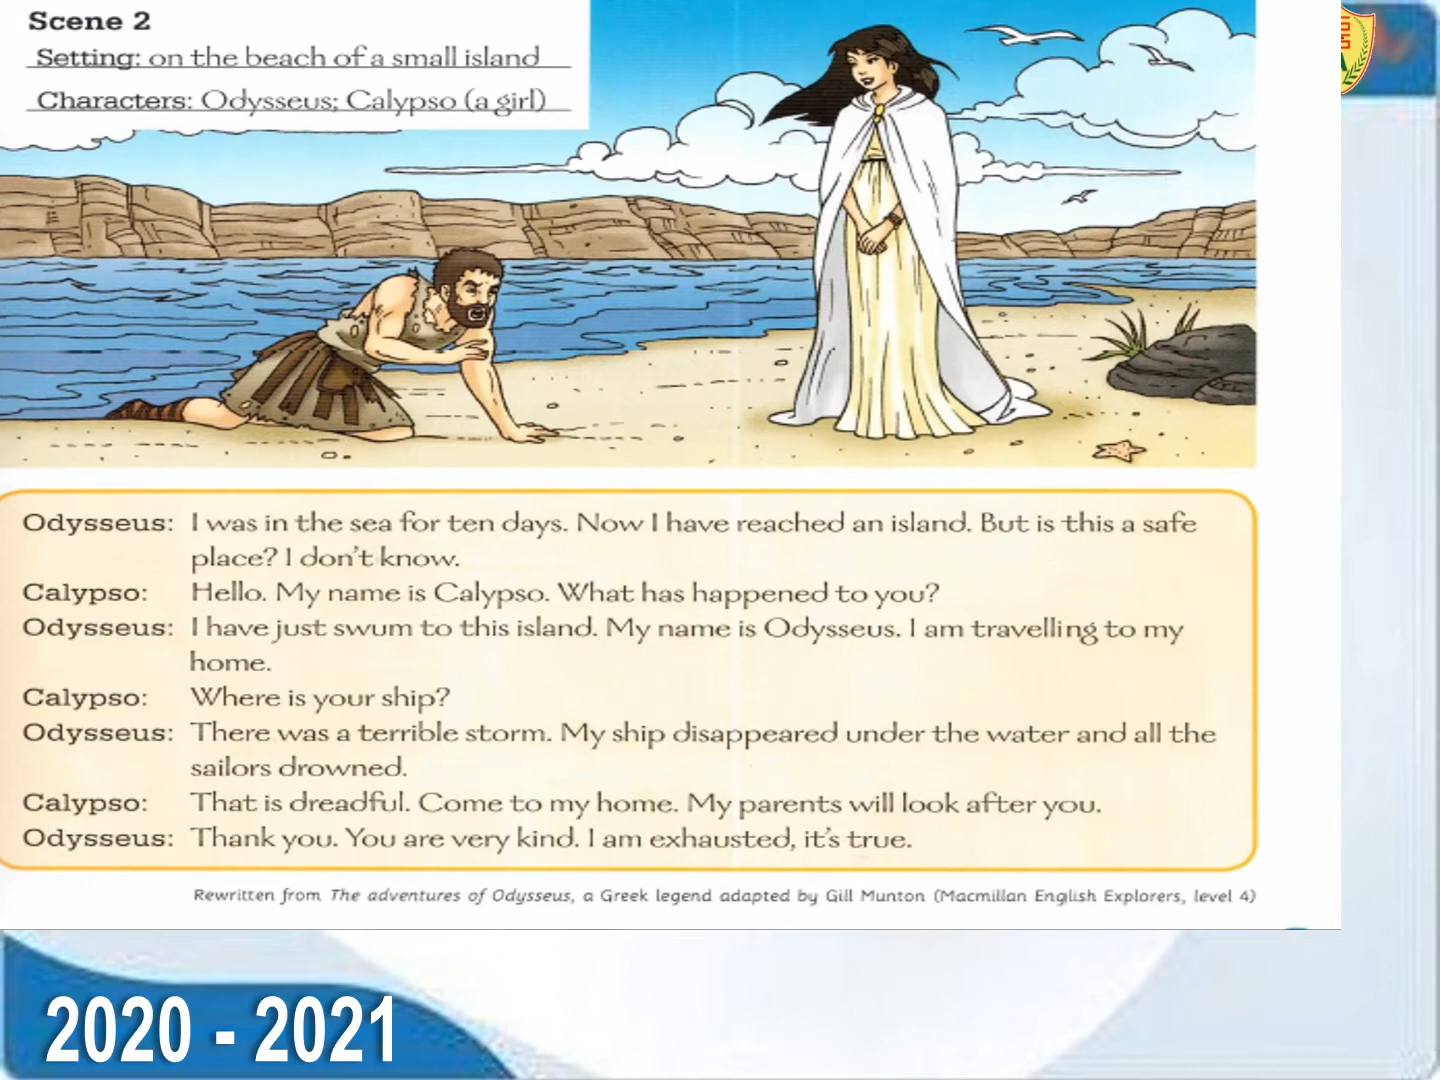 Scene 2
Setting: on the beach of a small island
Characters: Odysseus; Calypso (a girl)
Odysseus: I was in the sea for ten days. Now I have reached an island. But is this a safe
place? I don't know.
Calypso: Hello. My name is Calypso. What has happened to you?
Odysseus: I have just swum to this island. My name is Odysseus. I am travelling to my
home.
Calypso: Where is your ship?
Odysseus: There was a terrible storm. My ship disappeared under the water and all the
sailors drowned.
Calypso: That is dreadful. Come to my home. My parents will look after you.
Odysseus: Thank you. You are very kind. I am exhausted, it's true.
Rewritten from The adventures of Odysseus, a Greek legend adapted by Gill Munton (Macmillan English Explorers, level 4)
2020 - 2021